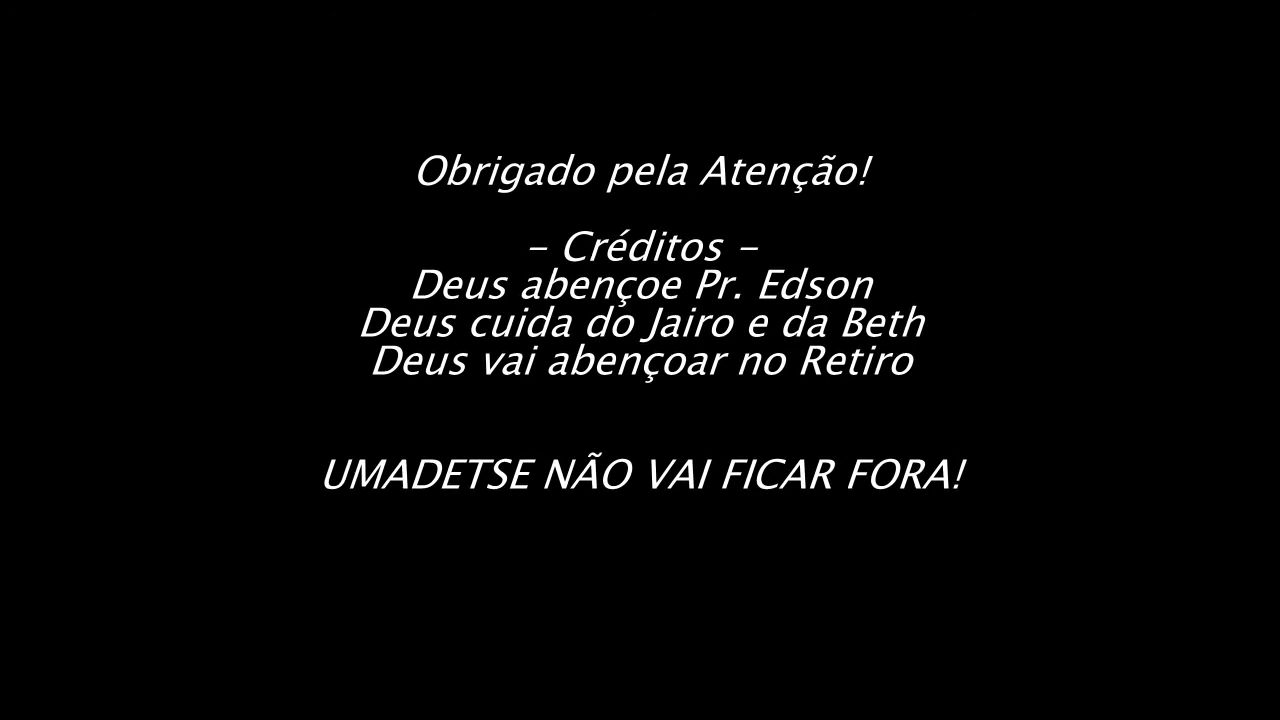 Obrigado pela Atenção!
- Créditos -
Deus abençoe Pr. Edson
Deus cuida do Jairo e da Beth
Deus vai abençoar no Retiro
UMADETSE NÃO VAI FICAR FORA!